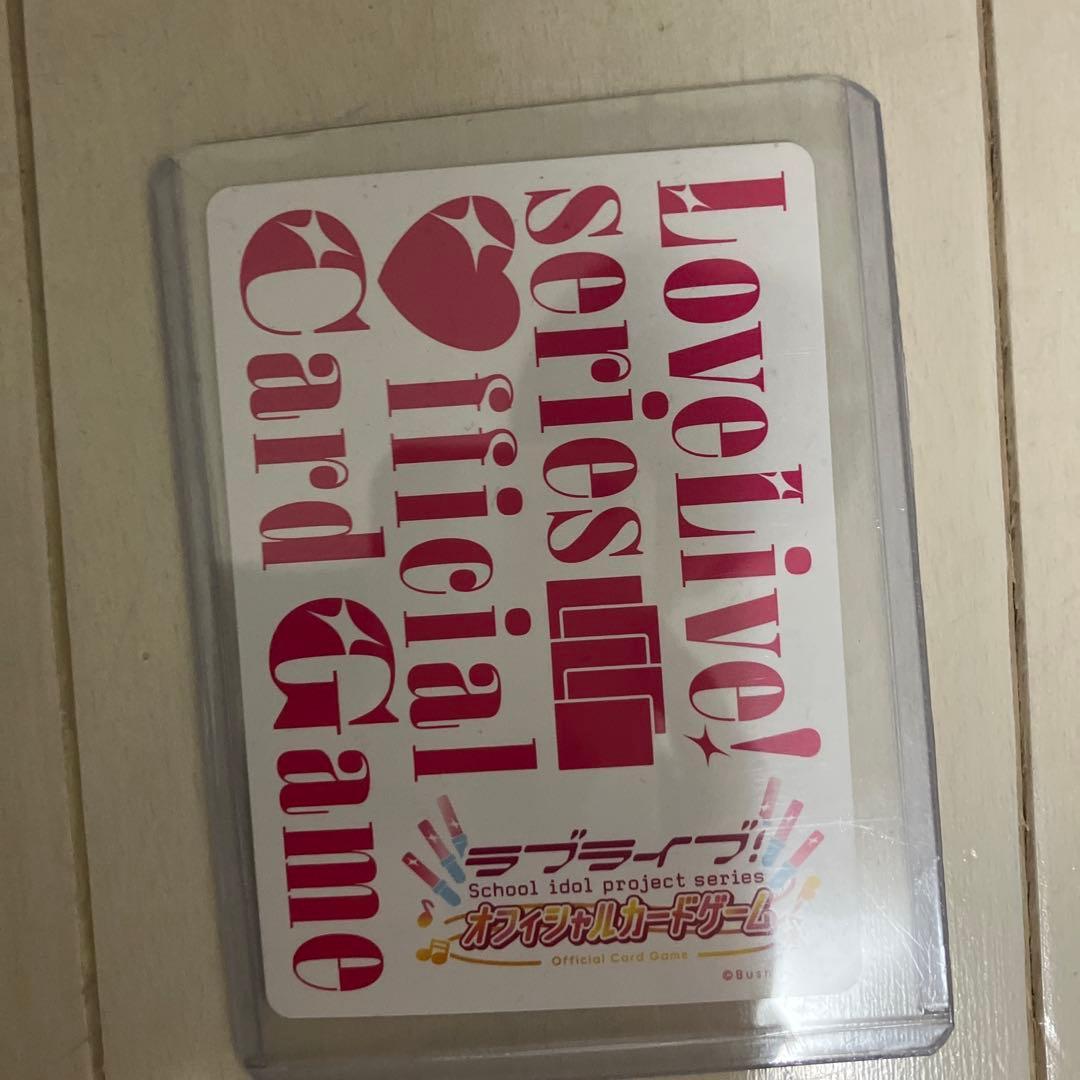 LoveLive!
series
fficial
Card Game
ラブライブ!
School idol project series
オフィシャルカードゲーム
Official Card Game
©Bush